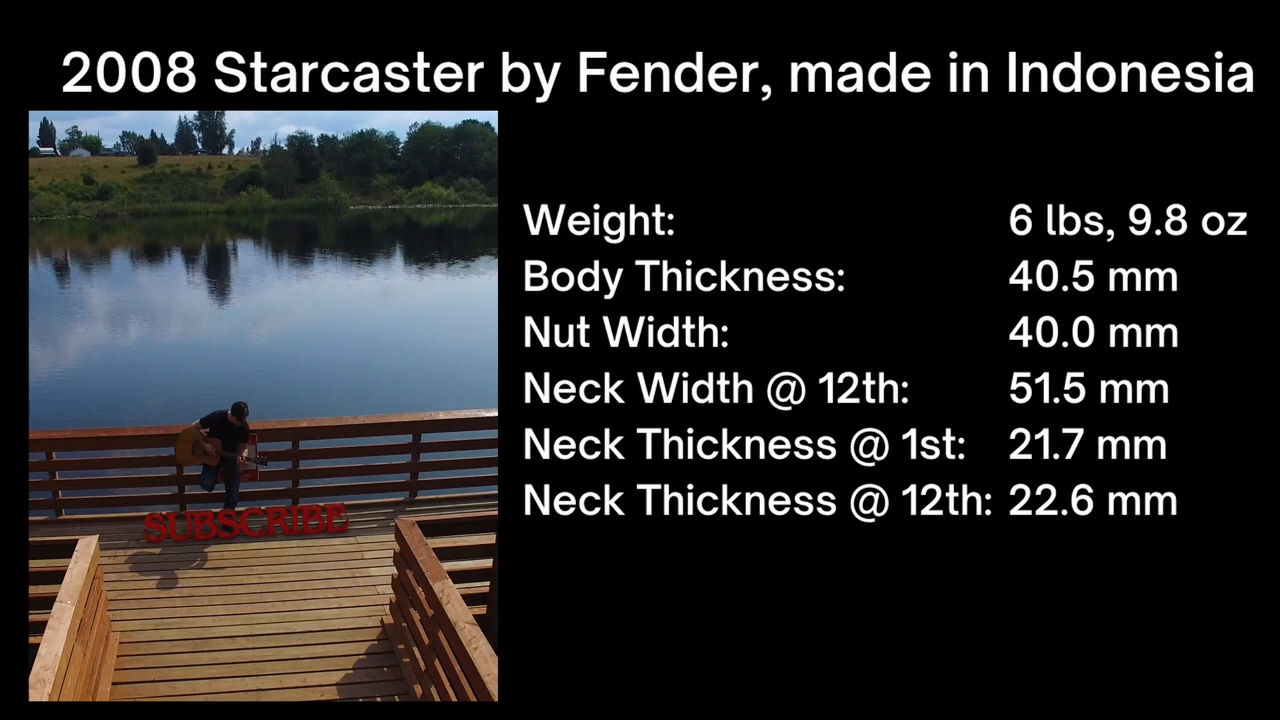 2008 Starcaster by Fender, made in Indonesia
Weight: 6 lbs, 9.8 oz
Body Thickness: 40.5 mm
Nut Width: 40.0 mm
Neck Width @ 12th: 51.5 mm
Neck Thickness @ 1st: 21.7 mm
Neck Thickness @ 12th: 22.6 mm
SUBSCRIBE